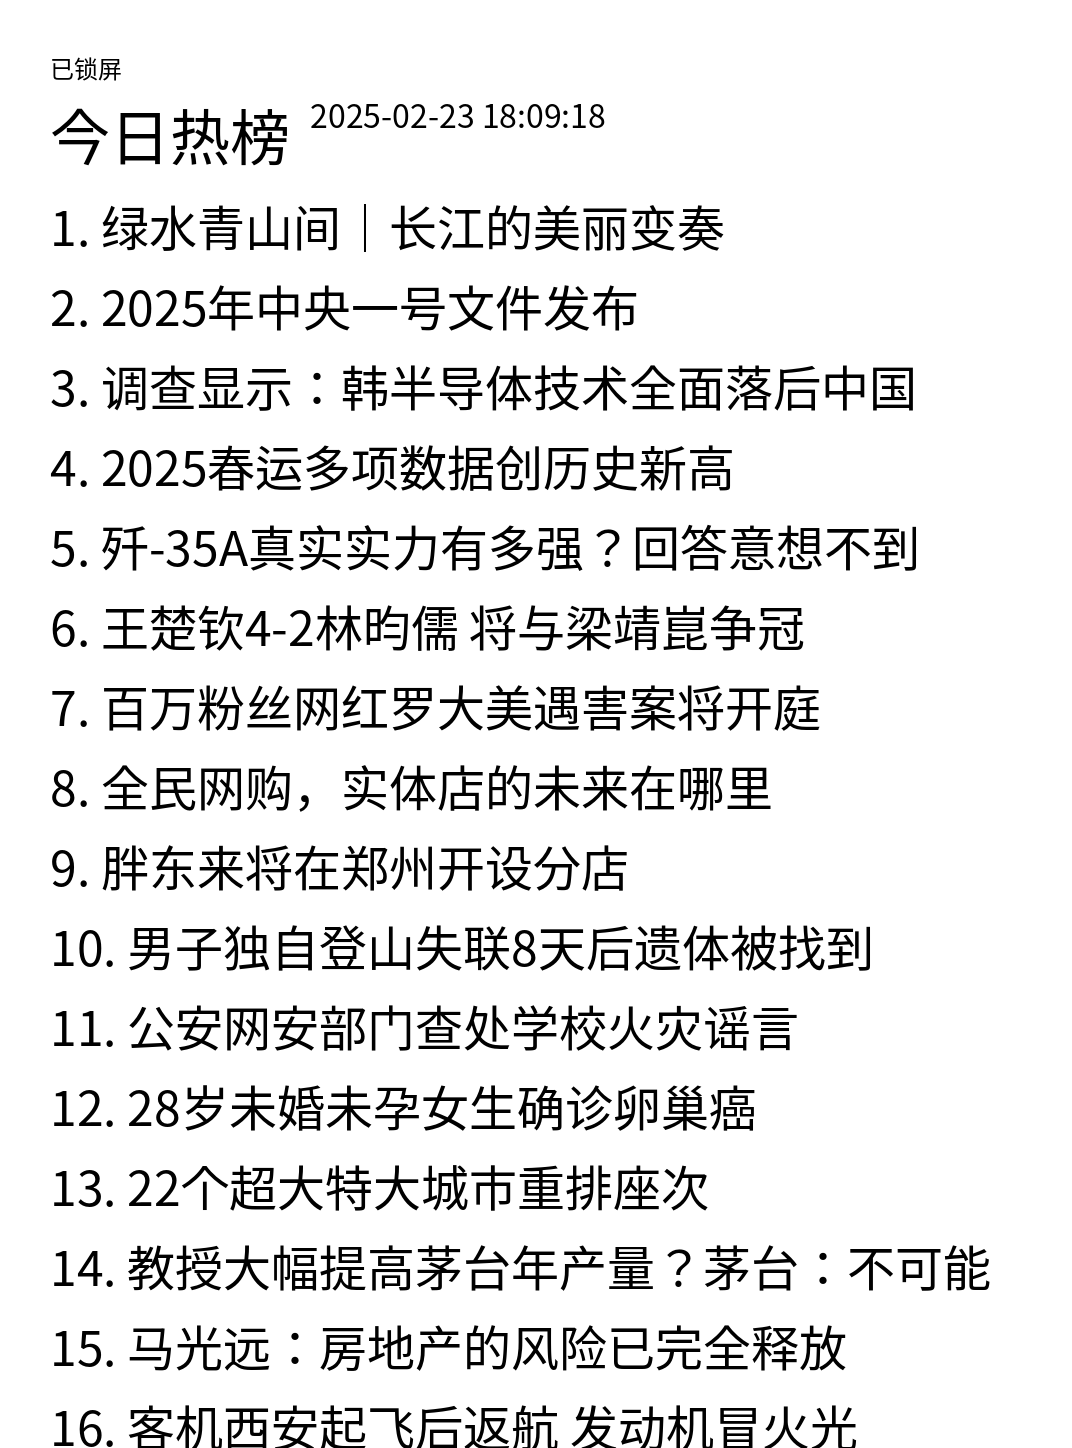 已锁屏
今日热榜 2025-02-23 18:09:18
1. 绿水青山间｜长江的美丽变奏
2. 2025年中央一号文件发布
3. 调查显示：韩半导体技术全面落后中国
4. 2025春运多项数据创历史新高
5. 歼-35A真实实力有多强？回答意想不到
6. 王楚钦4-2林昀儒 将与梁靖崑争冠
7. 百万粉丝网红罗大美遇害案将开庭
8. 全民网购，实体店的未来在哪里
9. 胖东来将在郑州开设分店
10. 男子独自登山失联8天后遗体被找到
11. 公安网安部门查处学校火灾谣言
12. 28岁未婚未孕女生确诊卵巢癌
13. 22个超大特大城市重排座次
14. 教授大幅提高茅台年产量？茅台：不可能
15. 马光远：房地产的风险已完全释放
16. 客机西安起飞后返航 发动机冒火光